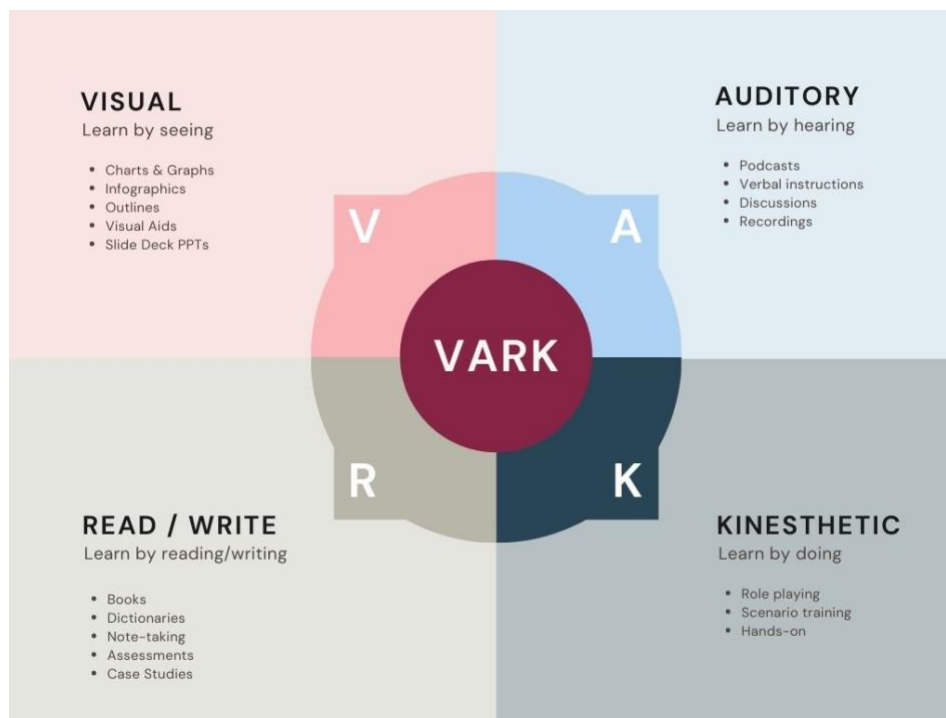 VISUAL
Learn by seeing
• Charts & Graphs
• Infographics
• Outlines
• Visual Aids
• Slide Deck PPTs
AUDITORY
Learn by hearing
• Podcasts
• Verbal instructions
• Discussions
• Recordings
V
A
VARK
R
K
READ / WRITE
Learn by reading/writing
• Books
• Dictionaries
• Note-taking
• Assessments
• Case Studies
KINESTHETIC
Learn by doing
• Role playing
• Scenario training
• Hands-on